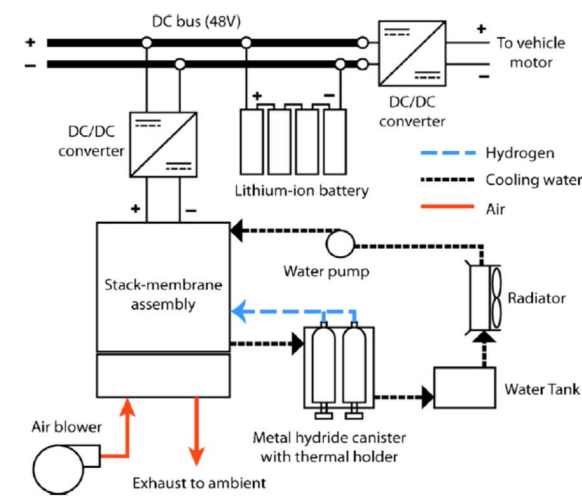 DC bus (48V)
+
−
+
−
To vehicle
motor
DC/DC
converter
+
−
DC/DC
converter
Lithium-ion battery
Hydrogen
Cooling water
Air
+
−
Stack-membrane
assembly
Water pump
Radiator
Water Tank
Air blower
Metal hydride canister
with thermal holder
Exhaust to ambient